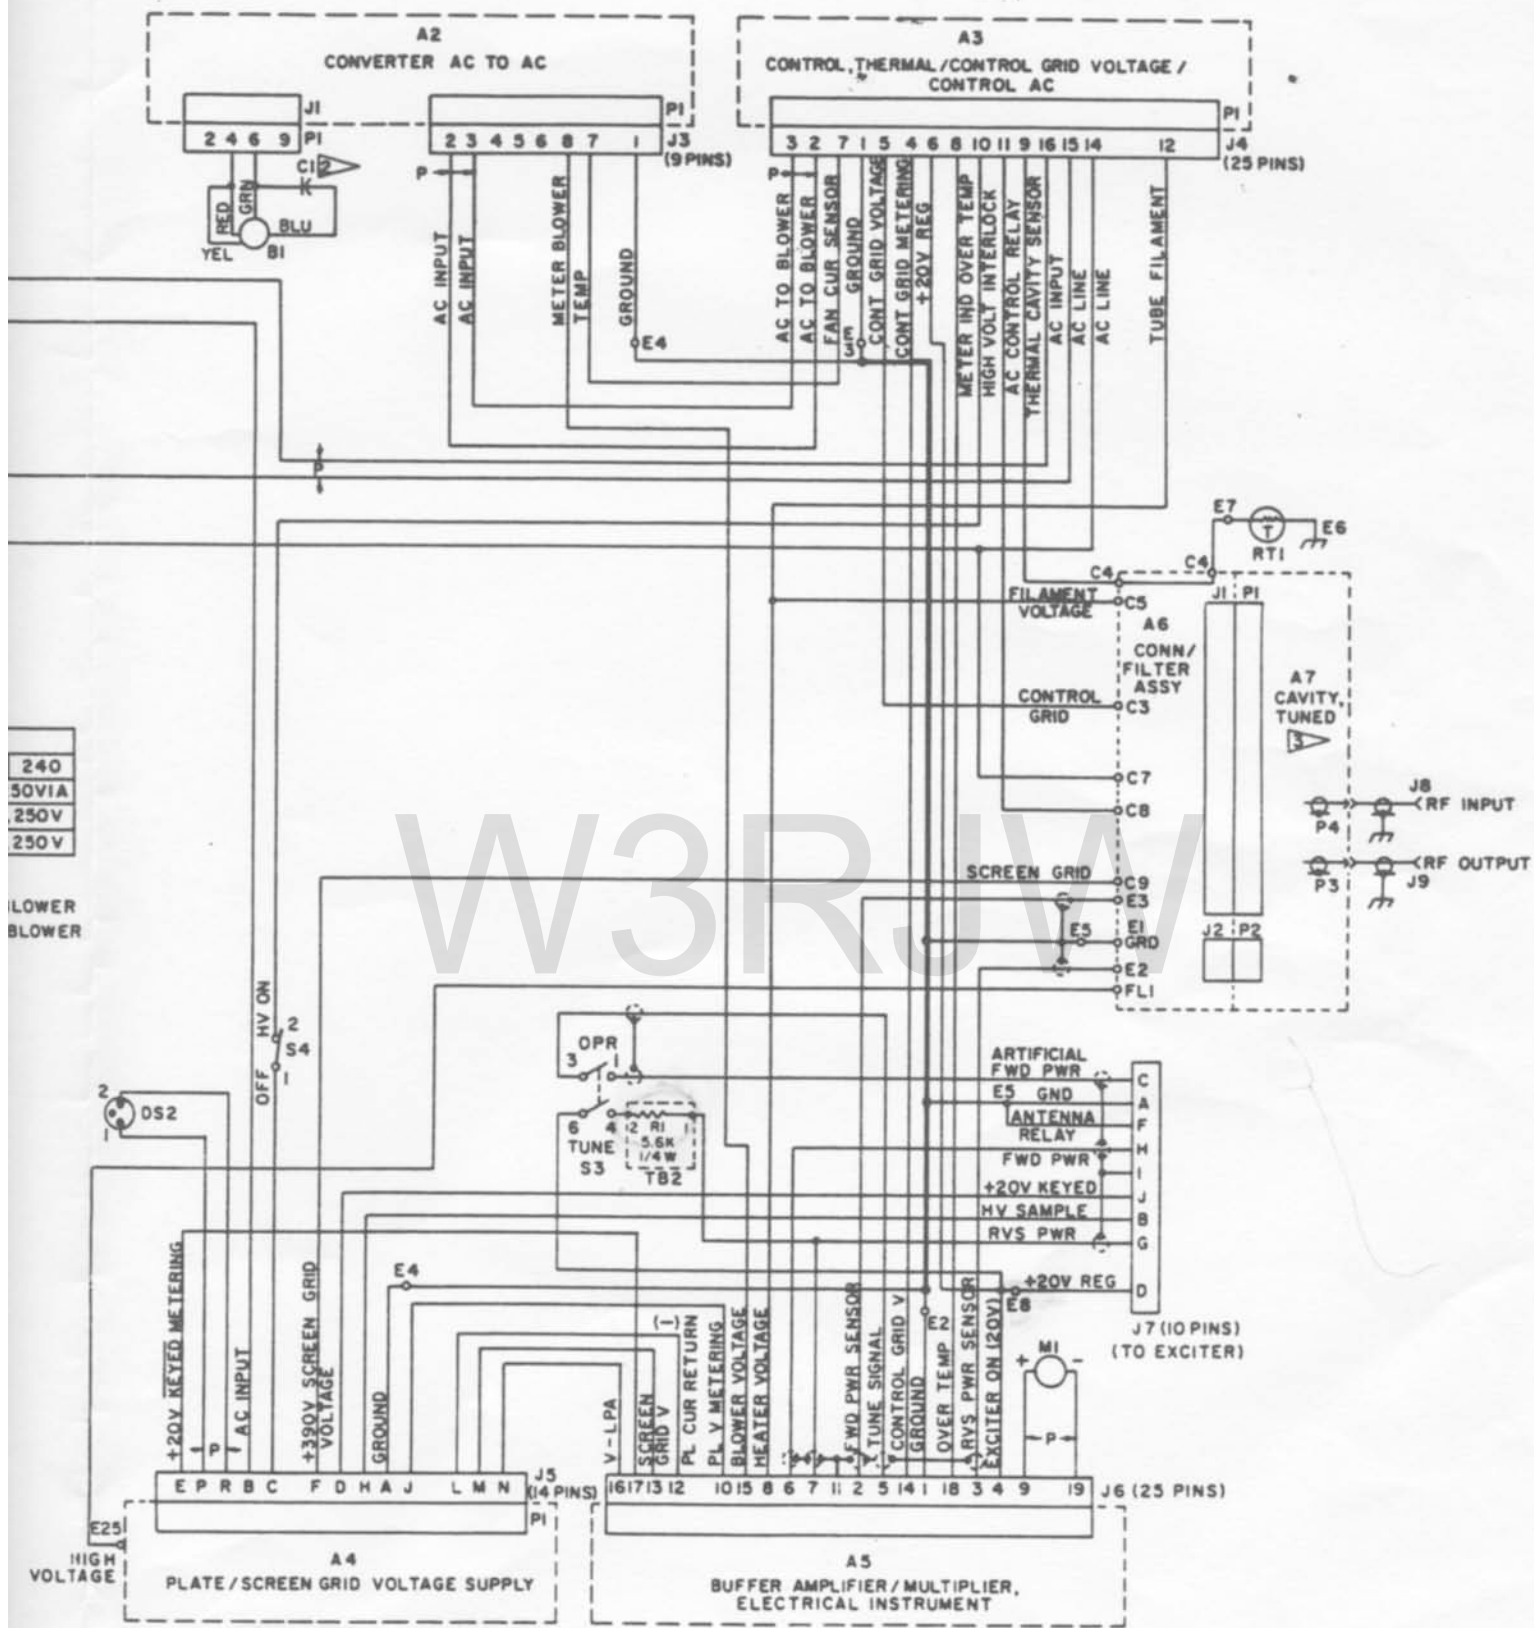 A2
CONVERTER AC TO AC
J1
2 4 6 9 P1
C1 2
RED
GRN
BLU
YEL B1
P1
2 3 4 5 6 8 7 1 J3
(9 PINS)
P
AC INPUT
AC INPUT
METER BLOWER
TEMP
GROUND
E4
A3
CONTROL, THERMAL/CONTROL GRID VOLTAGE/
CONTROL AC
P1
3 2 7 1 5 4 6 8 10 11 9 16 15 14 12 J4
(25 PINS)
P
AC TO BLOWER
AC TO BLOWER
FAN CUR SENSOR
GROUND
E3
CONT GRID VOLTAGE
CONT GRID METERING
+20V REG
METER IND OVER TEMP
HIGH VOLT INTERLOCK
AC CONTROL RELAY
THERMAL CAVITY SENSOR
AC INPUT
AC LINE
AC LINE
TUBE FILAMENT
P
E7
E6
RT1
T
C4
C4
FILAMENT
VOLTAGE
C5
J1 P1
A6
CONN/
FILTER
ASSY
A7
CAVITY,
TUNED
3
CONTROL
GRID
C3
C7
C8
240
50V1A
250V
250V
LOWER
BLOWER
J8
RF INPUT
P4
RF OUTPUT
P3
J9
W3RJW
SCREEN GRID
C9
E3
E5
E1
GRD
E2
FL1
J2 P2
HV ON
OFF
2
S4
1
2
DS2
1
OPR
3 1
6 4 2 R1 1
5.6K
1/4W
TUNE
S3
TB2
ARTIFICIAL
FWD PWR
C
E5 GND
A
ANTENNA
RELAY
F
H
FWD PWR
I
+20V KEYED
J
HV SAMPLE
B
RVS PWR
G
+20V REG
D
E8
J7 (10 PINS)
(TO EXCITER)
E4
E2
M1
+ -
P
+20V KEYED METERING
P
AC INPUT
+390V SCREEN GRID
VOLTAGE
GROUND
(-)
V-LPA
SCREEN
GRID V
PL CUR RETURN
PL V METERING
BLOWER VOLTAGE
HEATER VOLTAGE
FWD PWR SENSOR
TUNE SIGNAL
CONTROL GRID V
GROUND
OVER TEMP
RVS PWR SENSOR
EXCITER ON (20V)
E P R B C F D H A J L M N J5
(14 PINS)
P1
16 17 13 12 10 15 8 6 7 11 2 5 14 1 18 3 4 9 19 J6 (25 PINS)
E25
HIGH
VOLTAGE
A4
PLATE/SCREEN GRID VOLTAGE SUPPLY
A5
BUFFER AMPLIFIER/MULTIPLIER,
ELECTRICAL INSTRUMENT